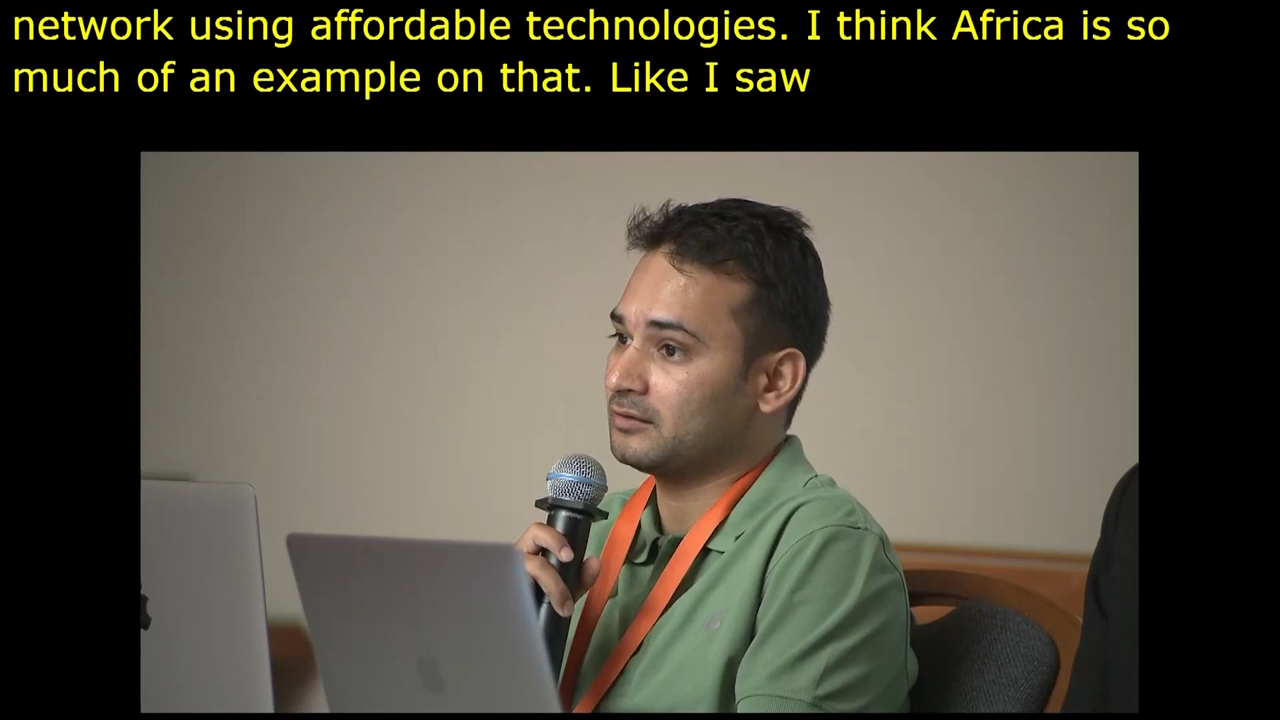 network using affordable technologies. I think Africa is so
much of an example on that. Like I saw